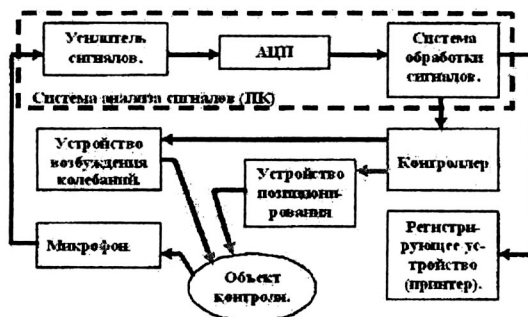 Усилитель
сигналов.
АЦП
Система
обработки
сигналов.
Система анализа сигналов (ПК)
Устройство
возбуждения
колебаний.
Устройство
позициони-
рования
Контроллер
Микрофон.
Объект
контроля.
Регистри-
рующее ус-
тройство
(принтер).